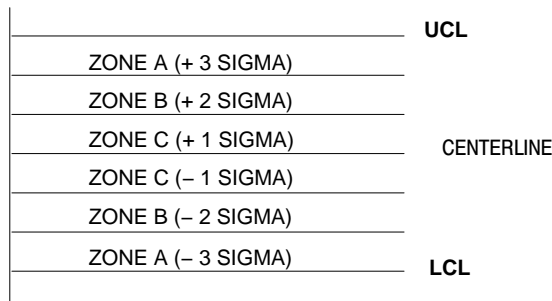 UCL
ZONE A (+ 3 SIGMA)
ZONE B (+ 2 SIGMA)
ZONE C (+ 1 SIGMA)
CENTERLINE
ZONE C (− 1 SIGMA)
ZONE B (− 2 SIGMA)
ZONE A (− 3 SIGMA)
LCL